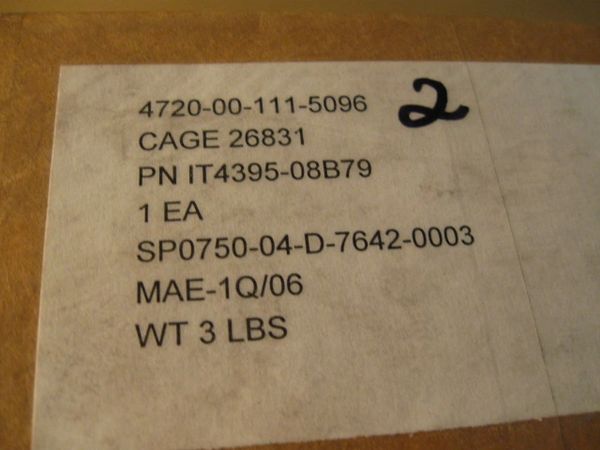 4720-00-111-5096 2
CAGE 26831
PN IT4395-08B79
1 EA
SP0750-04-D-7642-0003
MAE-1Q/06
WT 3 LBS